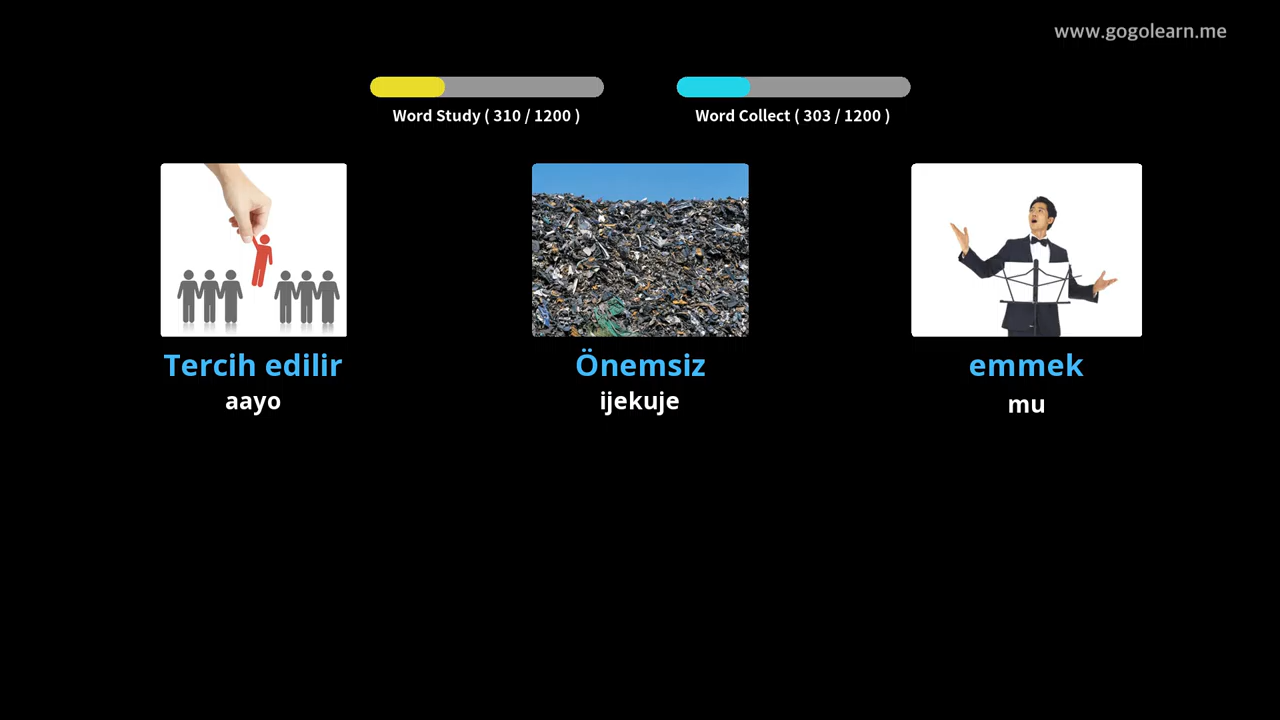 www.gogolearn.me
Word Study ( 310 / 1200 )
Word Collect ( 303 / 1200 )
Tercih edilir
aayo
Önemsiz
ijekuje
emmek
mu